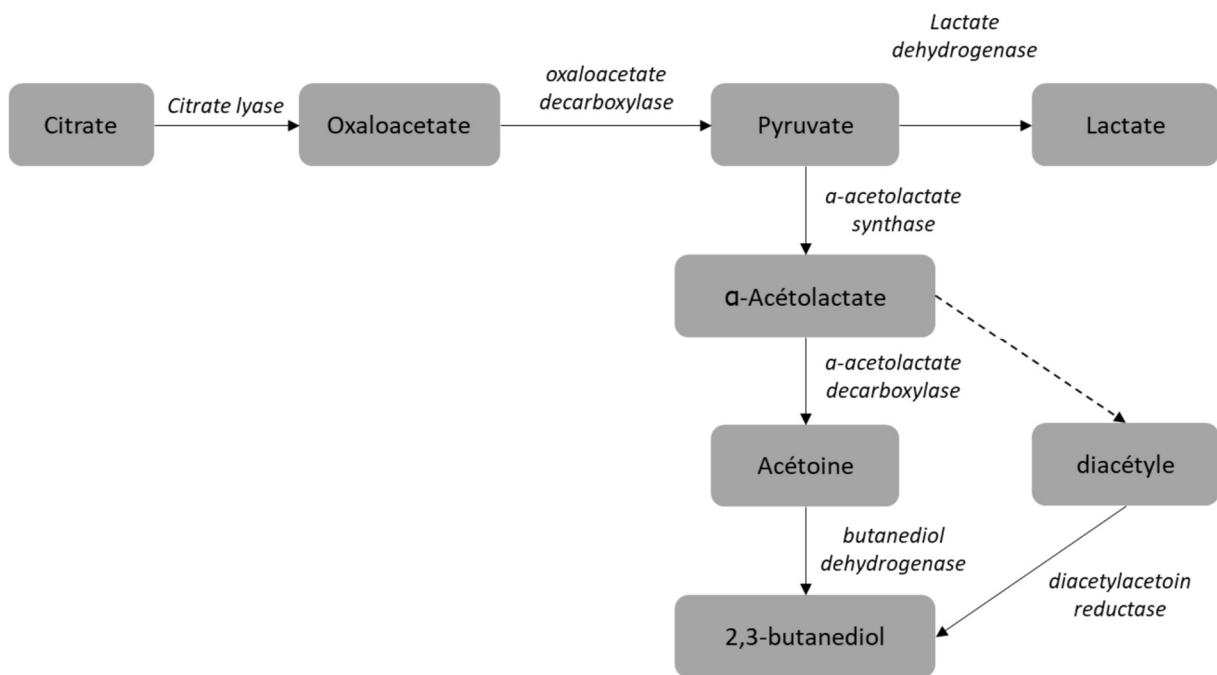 Lactate
dehydrogenase
oxaloacetate
decarboxylase
Citrate lyase
Citrate
Oxaloacetate
Pyruvate
Lactate
α-acetolactate
synthase
α-Acétolactate
α-acetolactate
decarboxylase
Acétoine
diacétyle
butanediol
dehydrogenase
diacetylacetoin
reductase
2,3-butanediol